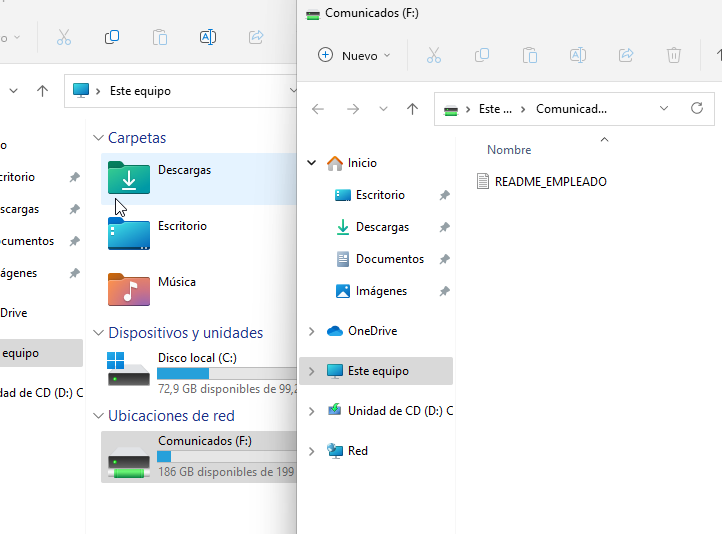 Este equipo
Carpetas
Descargas
Escritorio
Música
Dispositivos y unidades
Disco local (C:)
72,9 GB disponibles de 99,2
Ubicaciones de red
Comunicados (F:)
186 GB disponibles de 199
o
critorio
scargas
ocumentos
ágenes
Drive
equipo
dad de CD (D:) C
Comunicados (F:)
Nuevo
Este ... Comunicad...
Inicio
Escritorio
Descargas
Documentos
Imágenes
OneDrive
Este equipo
Unidad de CD (D:) C
Red
Nombre
README_EMPLEADO